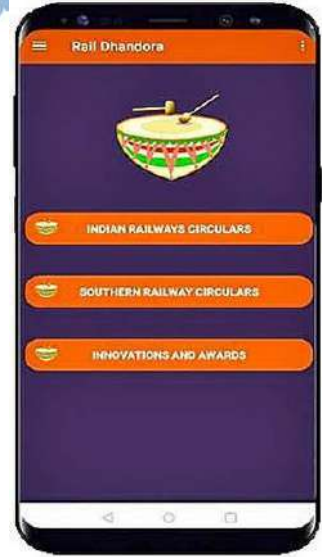 Rail Dhandora
INDIAN RAILWAYS CIRCULARS
SOUTHERN RAILWAY CIRCULARS
INNOVATIONS AND AWARDS